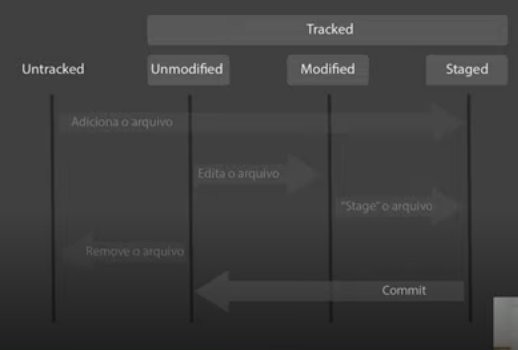 Tracked
Untracked
Unmodified
Modified
Staged
Adiciona o arquivo
Edita o arquivo
"Stage" o arquivo
Remove o arquivo
Commit